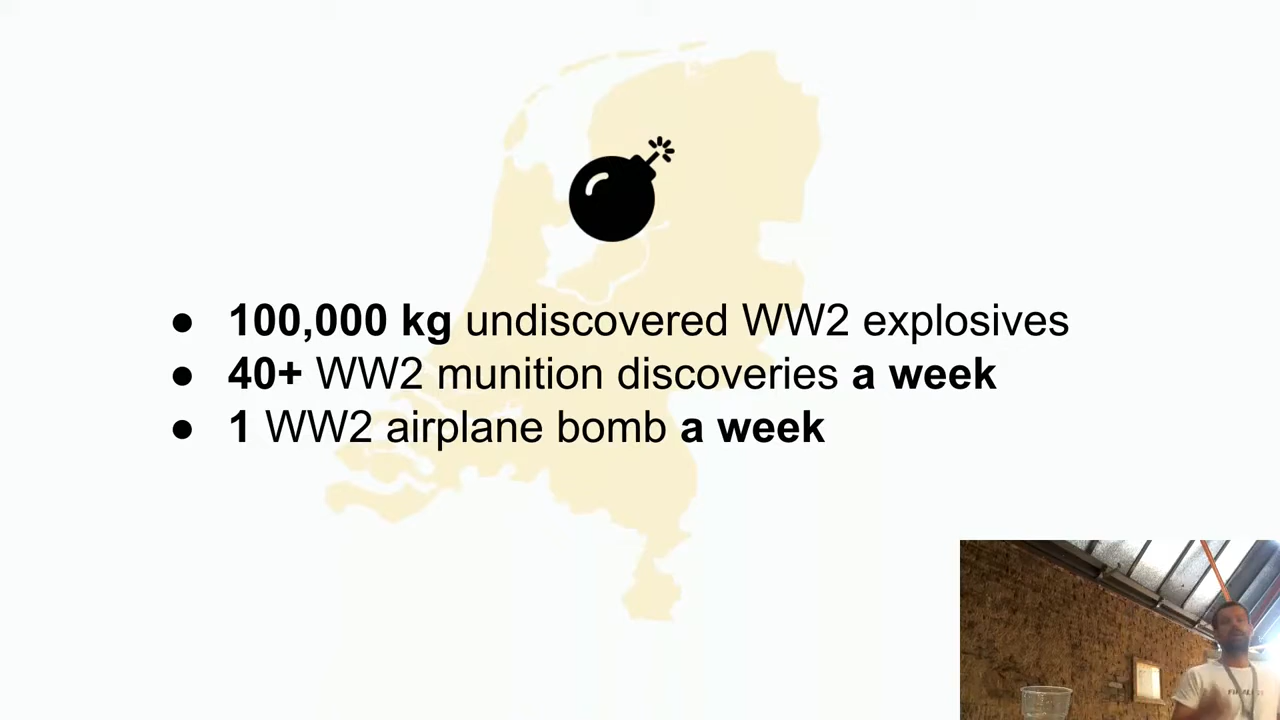 ● 100,000 kg undiscovered WW2 explosives
● 40+ WW2 munition discoveries a week
● 1 WW2 airplane bomb a week